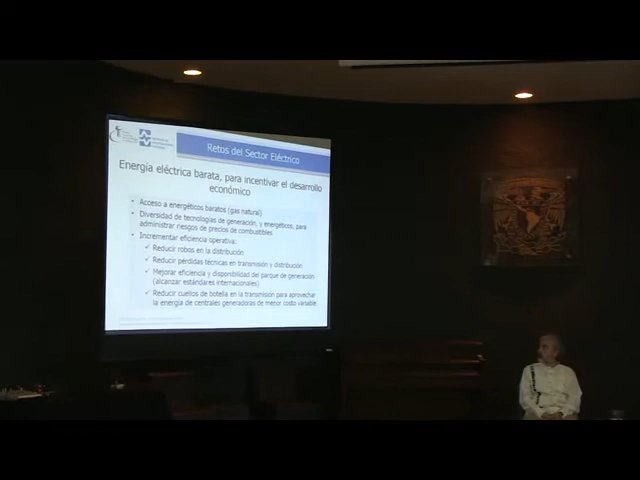 Retos del Sector Eléctrico
Energía eléctrica barata, para incentivar el desarrollo
económico
• Acceso a energéticos baratos (gas natural)
• Diversidad de tecnologías de generación, y energéticos, para
administrar riesgos de precios de combustibles
• Incrementar eficiencia operativa:
✓ Reducir robos en la distribución
✓ Reducir pérdidas técnicas en transmisión y distribución
✓ Mejorar eficiencia y disponibilidad del parque de generación
(alcanzar estándares internacionales)
✓ Reducir cuellos de botella en la transmisión para aprovechar
la energía de centrales generadoras de menor costo variable